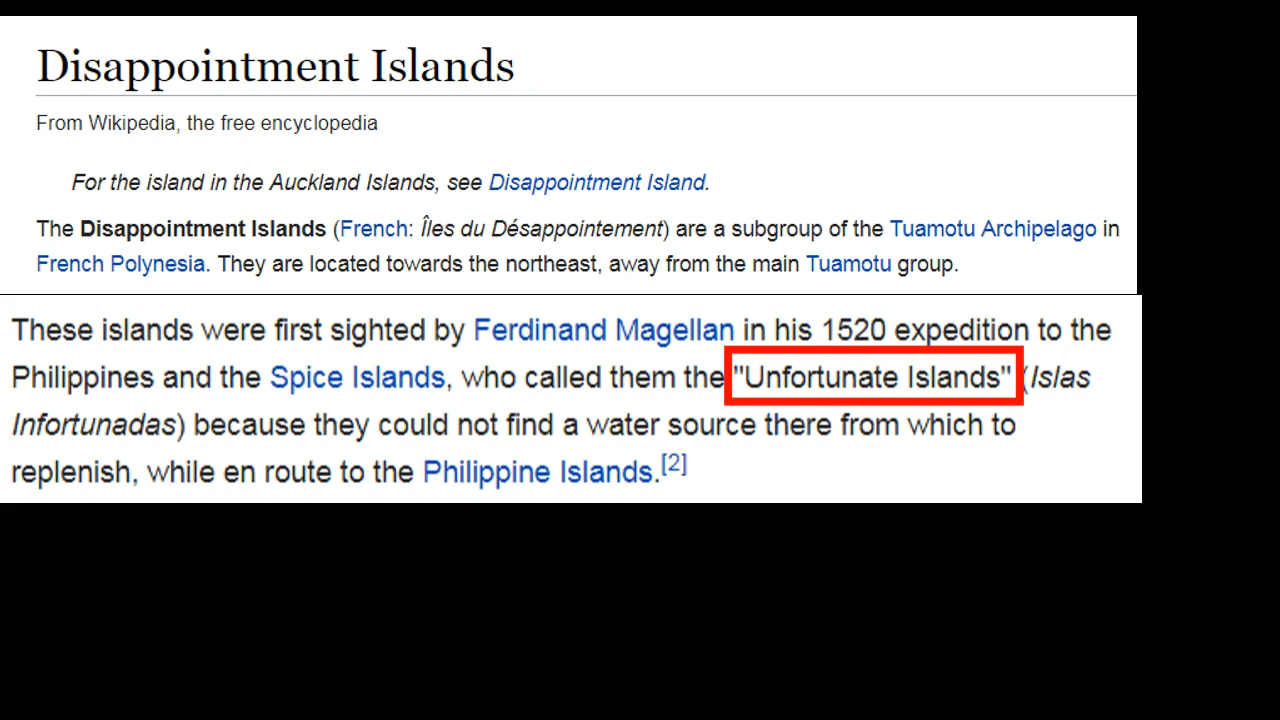 Disappointment Islands
From Wikipedia, the free encyclopedia
For the island in the Auckland Islands, see Disappointment Island.
The Disappointment Islands (French: Îles du Désappointement) are a subgroup of the Tuamotu Archipelago in
French Polynesia. They are located towards the northeast, away from the main Tuamotu group.
These islands were first sighted by Ferdinand Magellan in his 1520 expedition to the
Philippines and the Spice Islands, who called them the "Unfortunate Islands" (Islas
Infortunadas) because they could not find a water source there from which to
replenish, while en route to the Philippine Islands.[2]